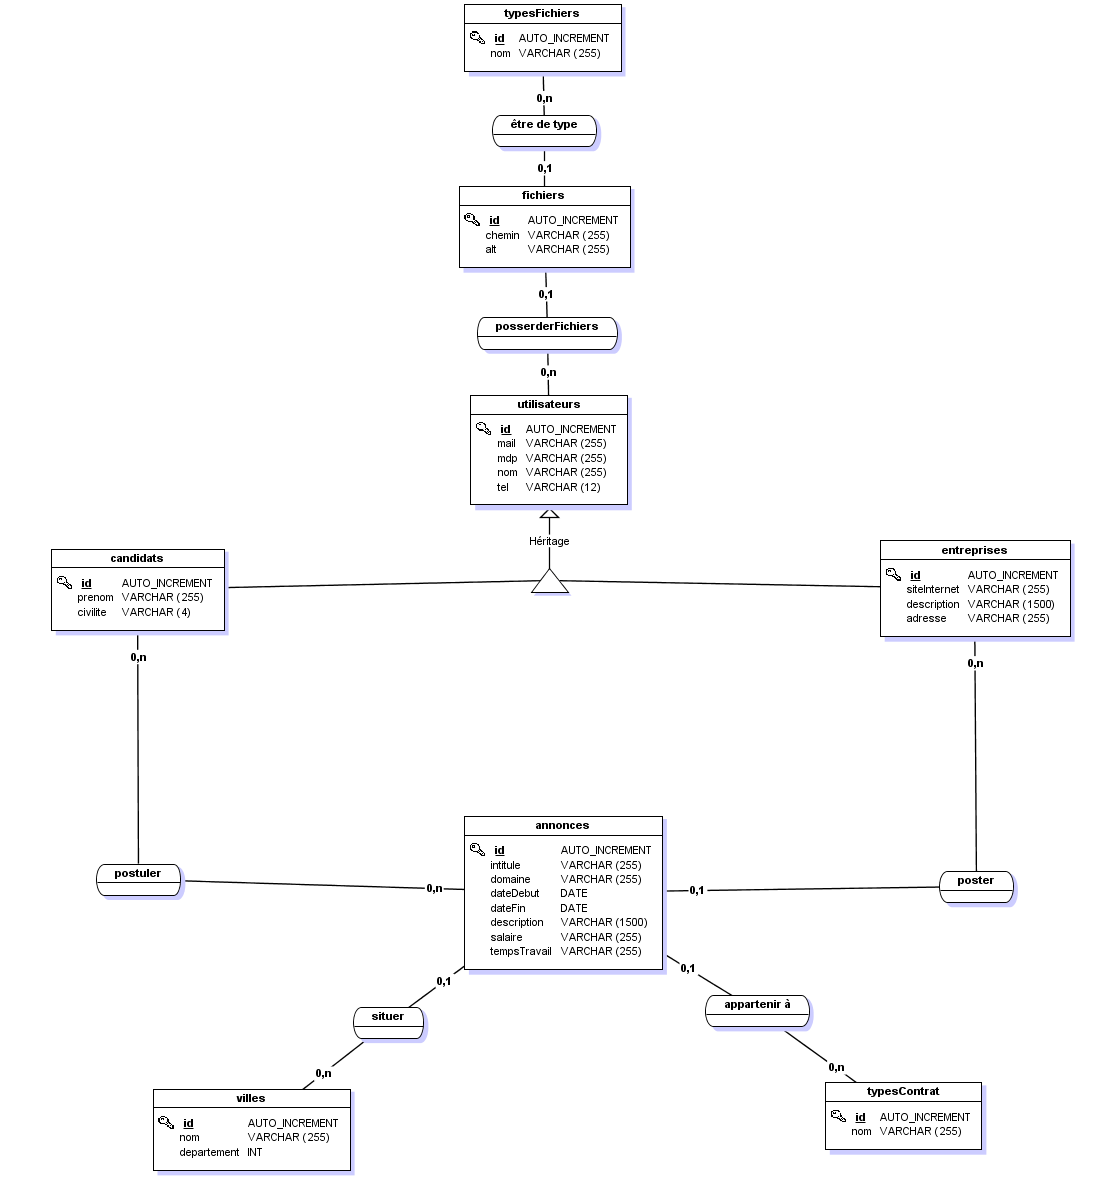 typesFichiers
id AUTO_INCREMENT
nom VARCHAR (255)
0,n
être de type
0,1
fichiers
id AUTO_INCREMENT
chemin VARCHAR (255)
alt VARCHAR (255)
0,1
posserderFichiers
0,n
utilisateurs
id AUTO_INCREMENT
mail VARCHAR (255)
mdp VARCHAR (255)
nom VARCHAR (255)
tel VARCHAR (12)
Héritage
candidats
id AUTO_INCREMENT
prenom VARCHAR (255)
civilite VARCHAR (4)
0,n
entreprises
id AUTO_INCREMENT
siteInternet VARCHAR (255)
description VARCHAR (1500)
adresse VARCHAR (255)
0,n
postuler
0,n
annonces
id AUTO_INCREMENT
intitule VARCHAR (255)
domaine VARCHAR (255)
dateDebut DATE
dateFin DATE
description VARCHAR (1500)
salaire VARCHAR (255)
tempsTravail VARCHAR (255)
0,1
poster
0,1
situer
0,n
villes
id AUTO_INCREMENT
nom VARCHAR (255)
departement INT
0,1
appartenir à
0,n
typesContrat
id AUTO_INCREMENT
nom VARCHAR (255)